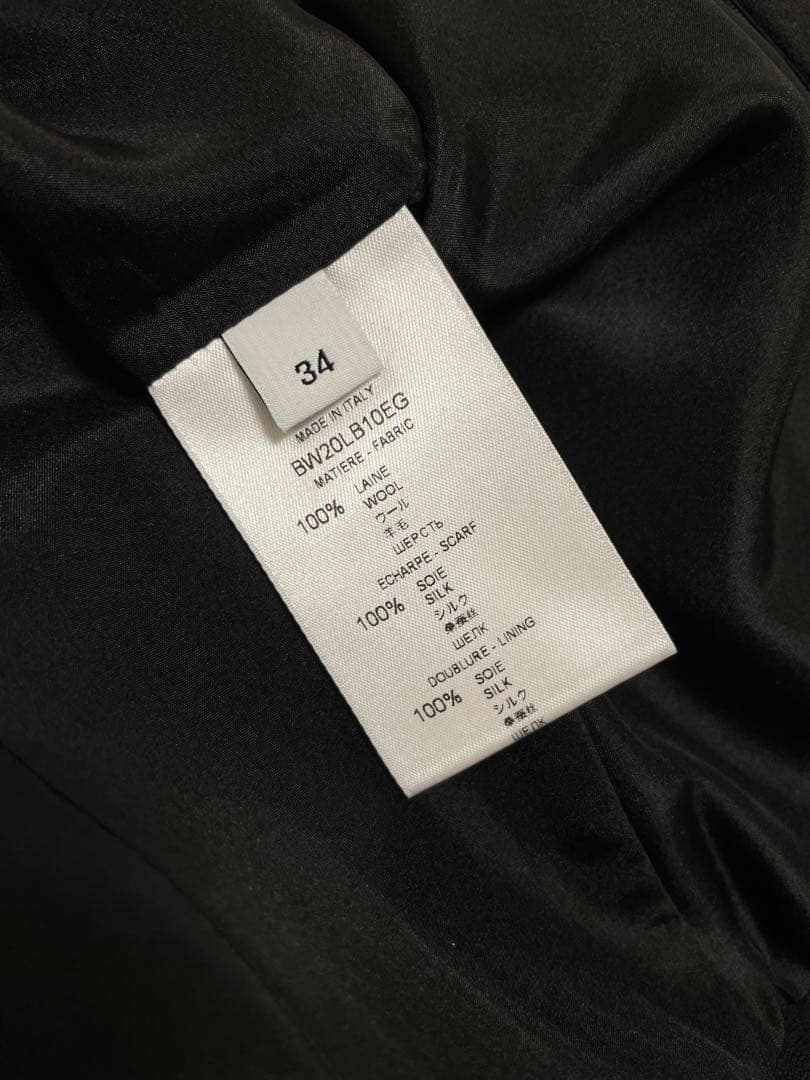 34
MADE IN ITALY
BW20LB10EG
MATIERE - FABRIC
100% LAINE
WOOL
ウール
羊毛
ШЕРСТЬ
ECHARPE - SCARF
100% SOIE
SILK
シルク
桑蚕丝
ШЕЛК
DOUBLURE - LINING
100% SOIE
SILK
シルク
桑蚕丝
ШЕЛК